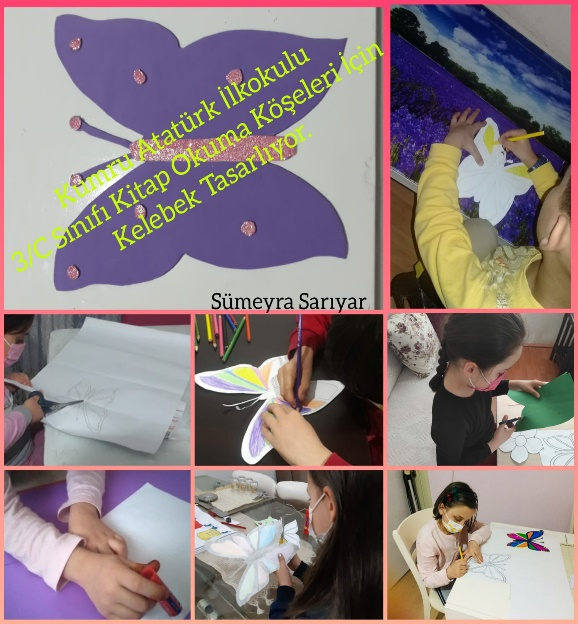 Kumru Atatürk İlkokulu
3/C Sınıfı Kitap Okuma Köşeleri İçin
Kelebek Tasarlıyor.
Sümeyra Sarıyar